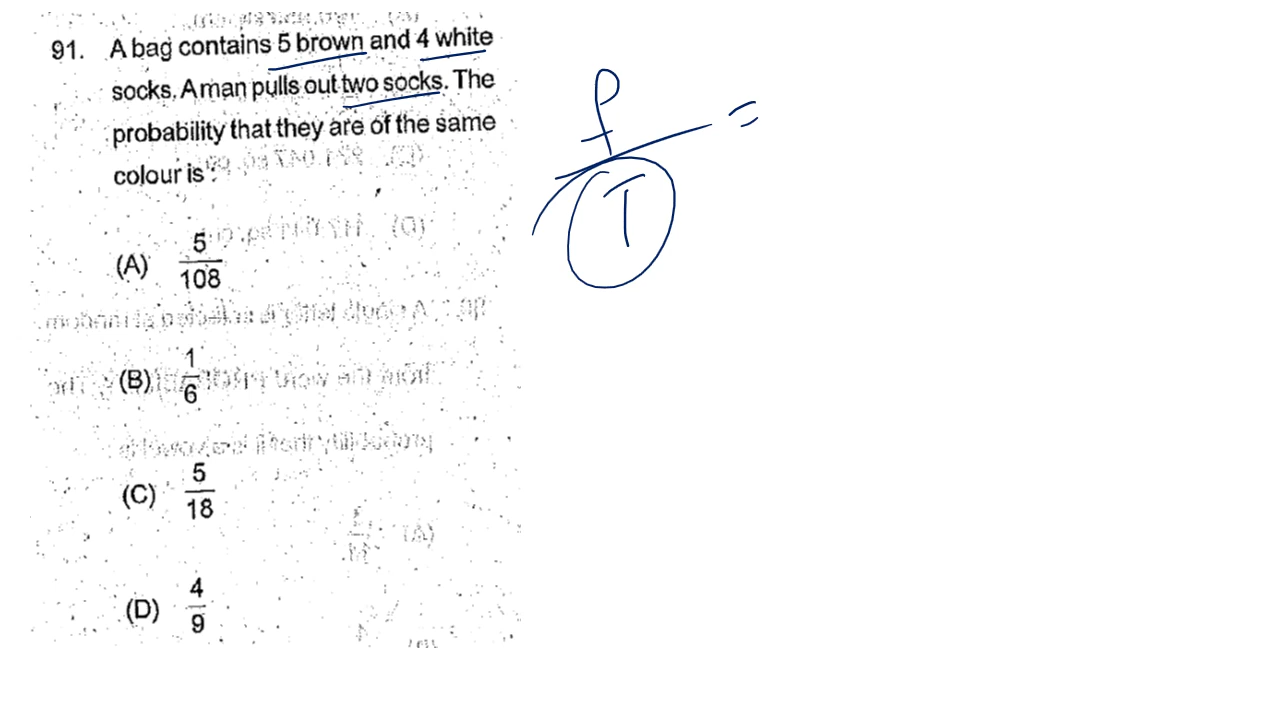 91. A bag contains 5 brown and 4 white
socks. A man pulls out two socks. The
probability that they are of the same
colour is :
(A) 5/108
(B) 1/6
(C) 5/18
(D) 4/9
f/T =